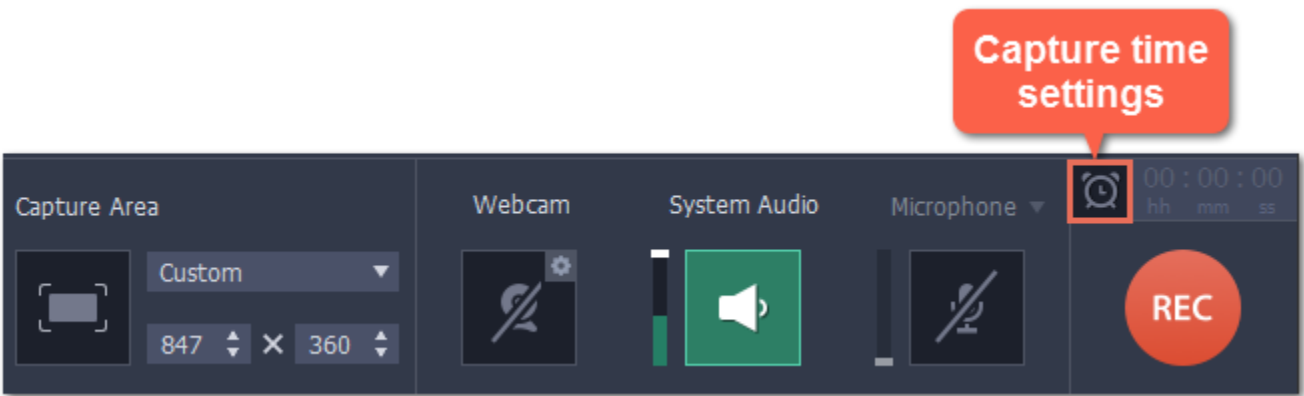 Capture time
settings
Capture Area
Webcam
System Audio
Microphone
00 : 00 : 00
hh mm ss
Custom
847 × 360
REC